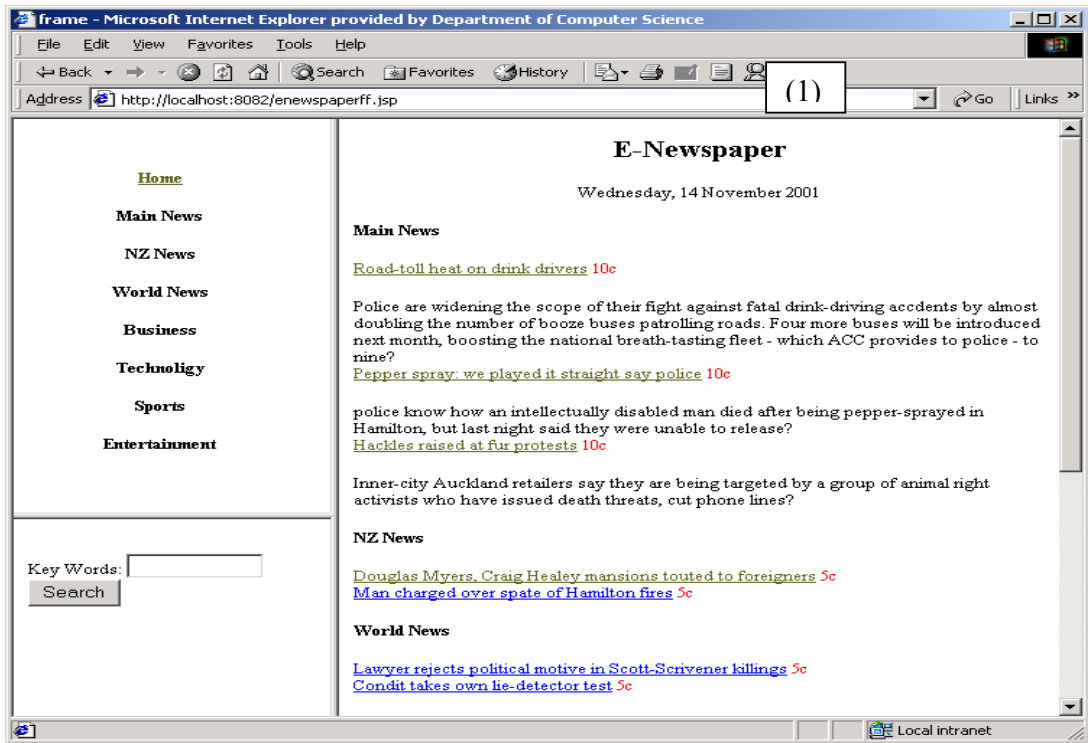 frame - Microsoft Internet Explorer provided by Department of Computer Science
File Edit View Favorites Tools Help
Back Search Favorites History
(1)
Address http://localhost:8082/enewspaperff.jsp Go Links »
Home
Main News
NZ News
World News
Business
Technoligy
Sports
Entertainment
Key Words:
Search
E-Newspaper
Wednesday, 14 November 2001
Main News
Road-toll heat on drink drivers 10c
Police are widening the scope of their fight against fatal drink-driving accdents by almost
doubling the number of booze buses patrolling roads. Four more buses will be introduced
next month, boosting the national breath-tasting fleet - which ACC provides to police - to
nine?
Pepper spray: we played it straight say police 10c
police know how an intellectually disabled man died after being pepper-sprayed in
Hamilton, but last night said they were unable to release?
Hackles raised at fur protests 10c
Inner-city Auckland retailers say they are being targeted by a group of animal right
activists who have issued death threats, cut phone lines?
NZ News
Douglas Myers, Craig Healey mansions touted to foreigners 5c
Man charged over spate of Hamilton fires 5c
World News
Lawyer rejects political motive in Scott-Scrivener killings 5c
Condit takes own lie-detector test 5c
Local intranet